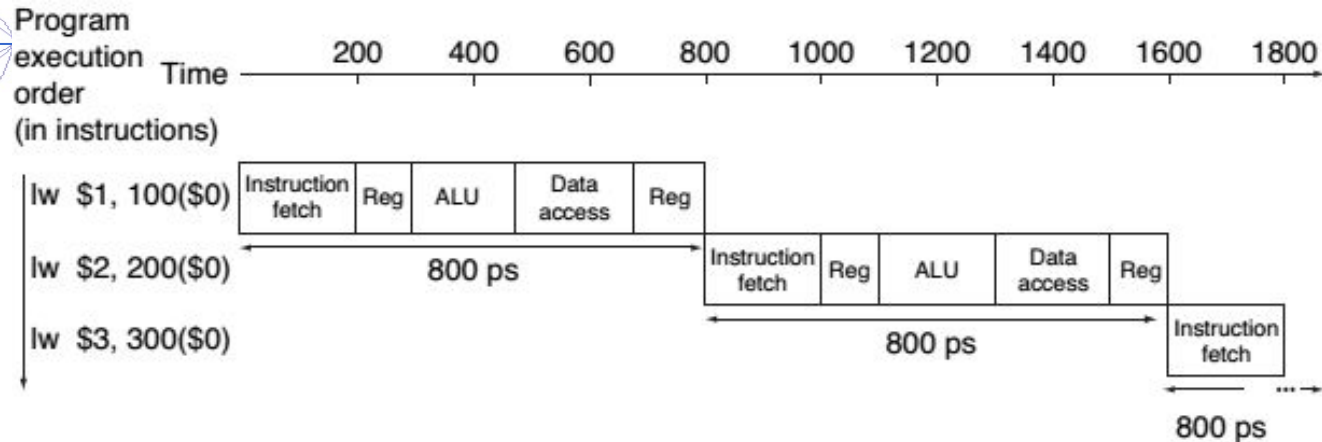 Program
execution
order
(in instructions)
Time
200 400 600 800 1000 1200 1400 1600 1800
lw $1, 100($0)
Instruction
fetch
Reg
ALU
Data
access
Reg
800 ps
lw $2, 200($0)
Instruction
fetch
Reg
ALU
Data
access
Reg
800 ps
lw $3, 300($0)
Instruction
fetch
...
800 ps